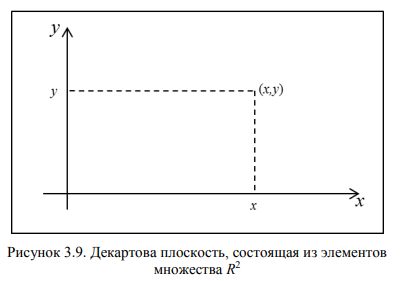 y
y
(x,y)
x
x
Рисунок 3.9. Декартова плоскость, состоящая из элементов
множества R²